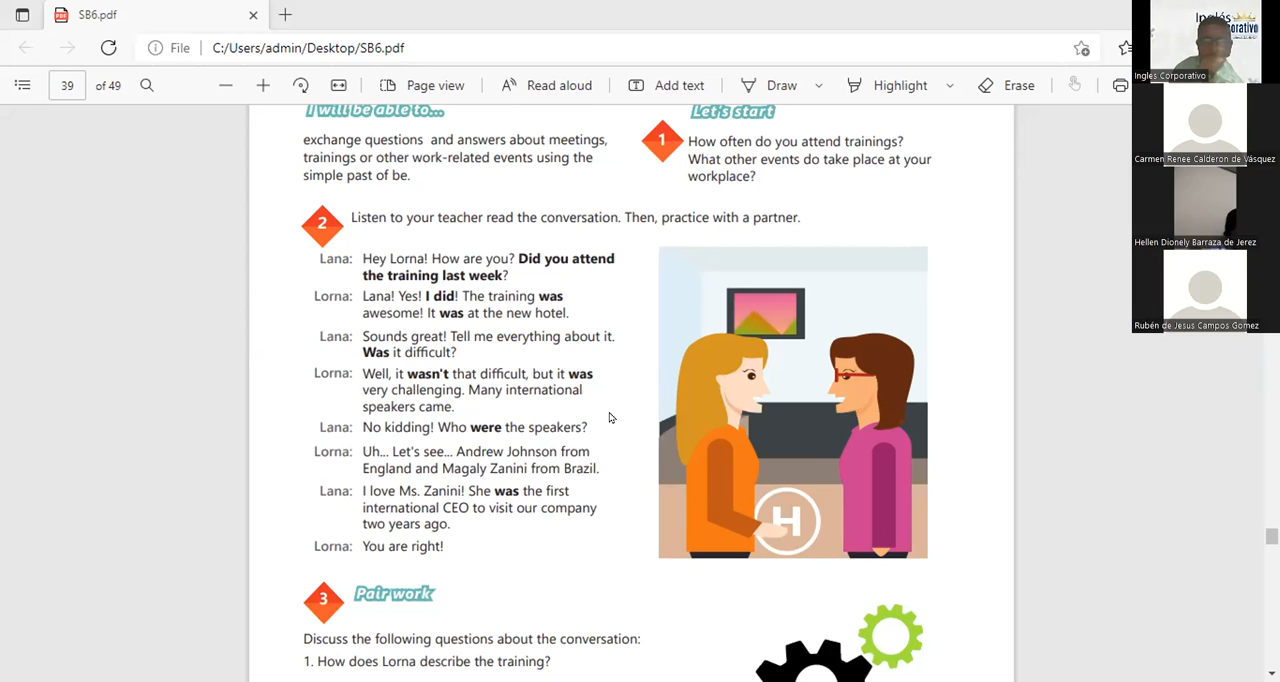 SB6.pdf
File
C:/Users/admin/Desktop/SB6.pdf
39
of 49
Page view
Read aloud
Add text
Draw
Highlight
Erase
I will be able to...
exchange questions and answers about meetings,
trainings or other work-related events using the
simple past of be.
Let's start
1
How often do you attend trainings?
What other events do take place at your
workplace?
2
Listen to your teacher read the conversation. Then, practice with a partner.
Lana: Hey Lorna! How are you? Did you attend
the training last week?
Lorna: Lana! Yes! I did! The training was
awesome! It was at the new hotel.
Lana: Sounds great! Tell me everything about it.
Was it difficult?
Lorna: Well, it wasn't that difficult, but it was
very challenging. Many international
speakers came.
Lana: No kidding! Who were the speakers?
Lorna: Uh... Let's see... Andrew Johnson from
England and Magaly Zanini from Brazil.
Lana: I love Ms. Zanini! She was the first
international CEO to visit our company
two years ago.
Lorna: You are right!
H
3
Pair work
Discuss the following questions about the conversation:
1. How does Lorna describe the training?
Inglés
Inglés Corporativo
Carmen Renee Calderon de Vásquez
Hellen Dionely Barraza de Jerez
Rubén de Jesus Campos Gomez